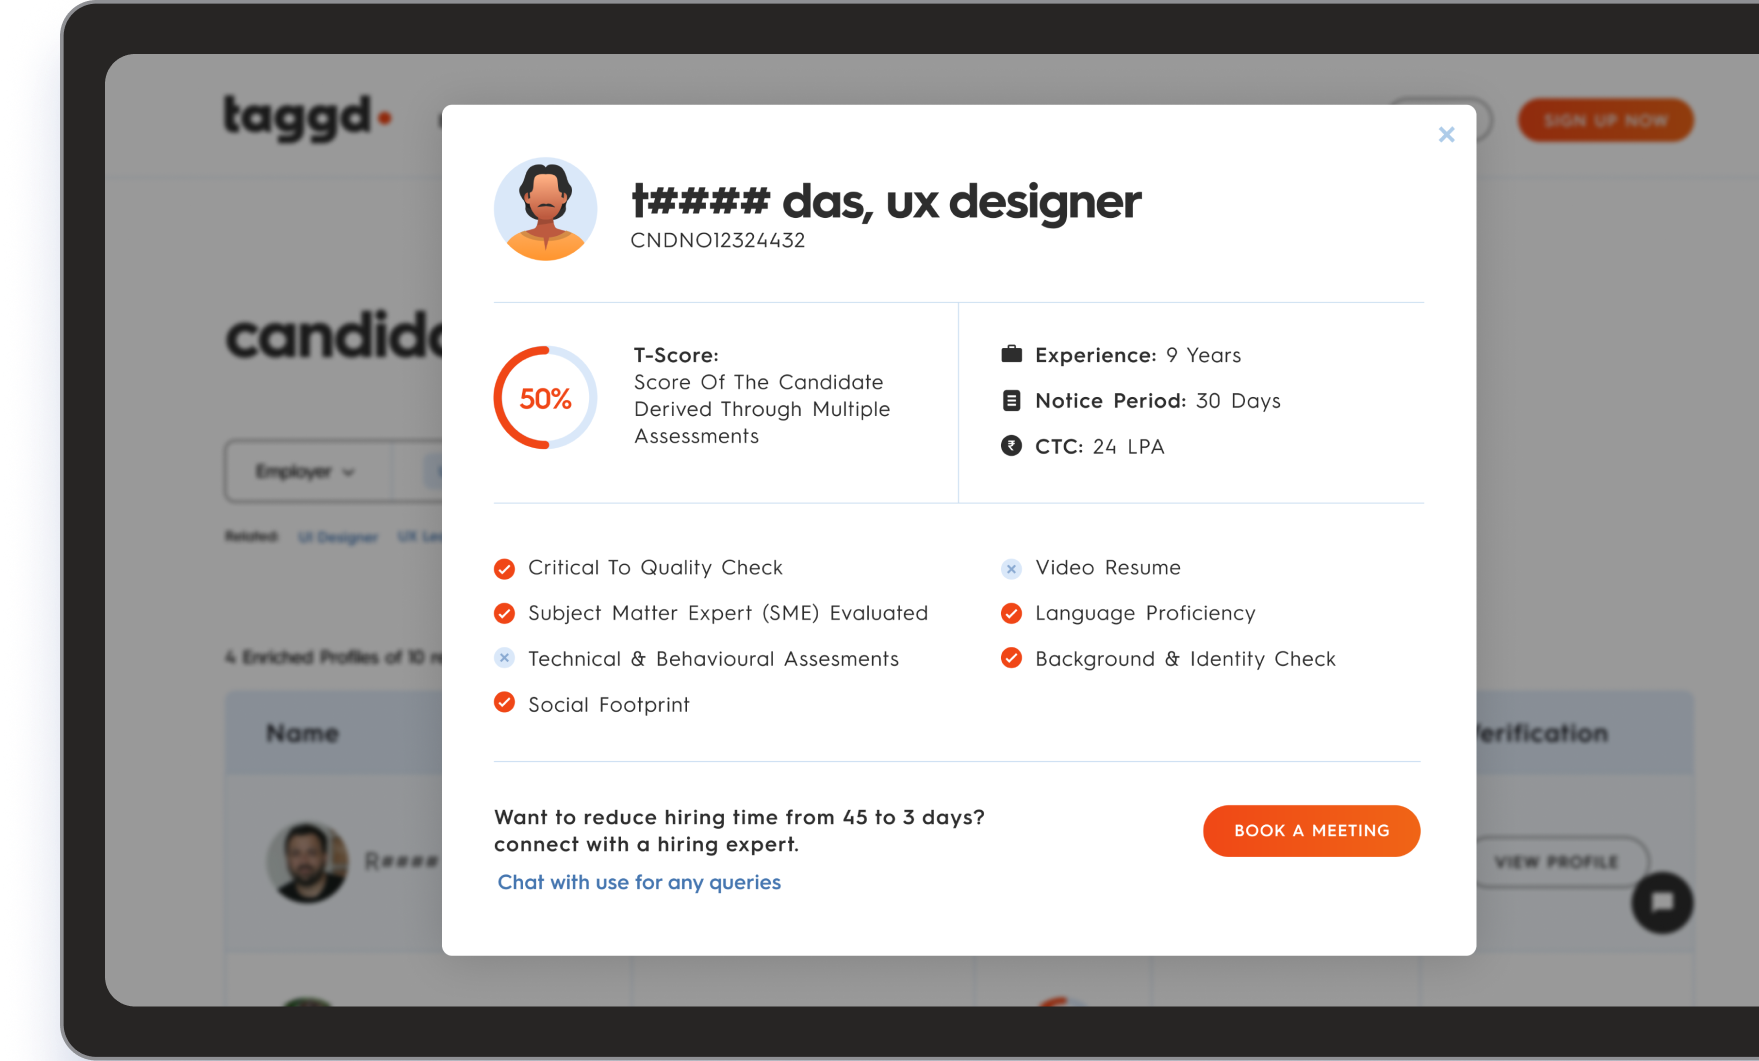 taggd
SIGN UP NOW
t#### das, ux designer
CNDNO12324432
candida
50%
T-Score:
Score Of The Candidate
Derived Through Multiple
Assessments
Experience: 9 Years
Notice Period: 30 Days
₹ CTC: 24 LPA
Employer
Related: UI Designer UX
Critical To Quality Check
Subject Matter Expert (SME) Evaluated
Technical & Behavioural Assesments
Social Footprint
Video Resume
Language Proficiency
Background & Identity Check
4 Enriched Profiles of 10
Name
erification
Want to reduce hiring time from 45 to 3 days?
connect with a hiring expert.
Chat with use for any queries
BOOK A MEETING
R####
VIEW PROFILE